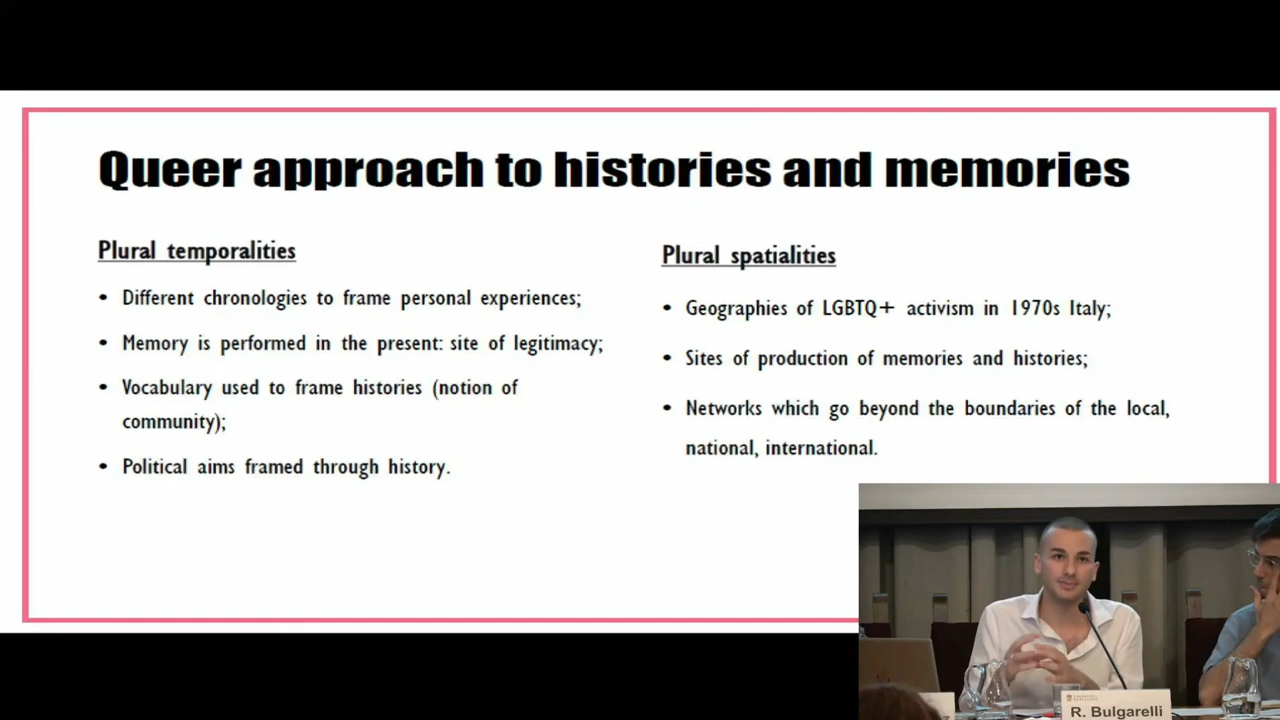 Queer approach to histories and memories
Plural temporalities
• Different chronologies to frame personal experiences;
• Memory is performed in the present: site of legitimacy;
• Vocabulary used to frame histories (notion of
community);
• Political aims framed through history.
Plural spatialities
• Geographies of LGBTQ+ activism in 1970s Italy;
• Sites of production of memories and histories;
• Networks which go beyond the boundaries of the local,
national, international.
R. Bulgarelli